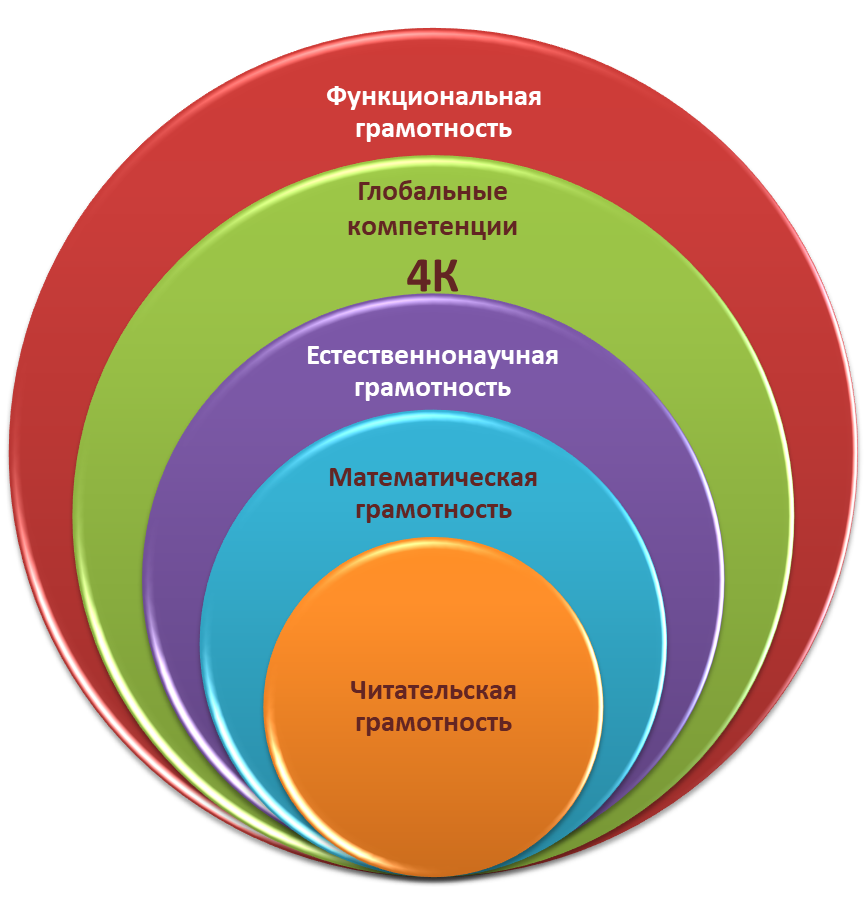 Функциональная
грамотность
Глобальные
компетенции
4К
Естественнонаучная
грамотность
Математическая
грамотность
Читательская
грамотность